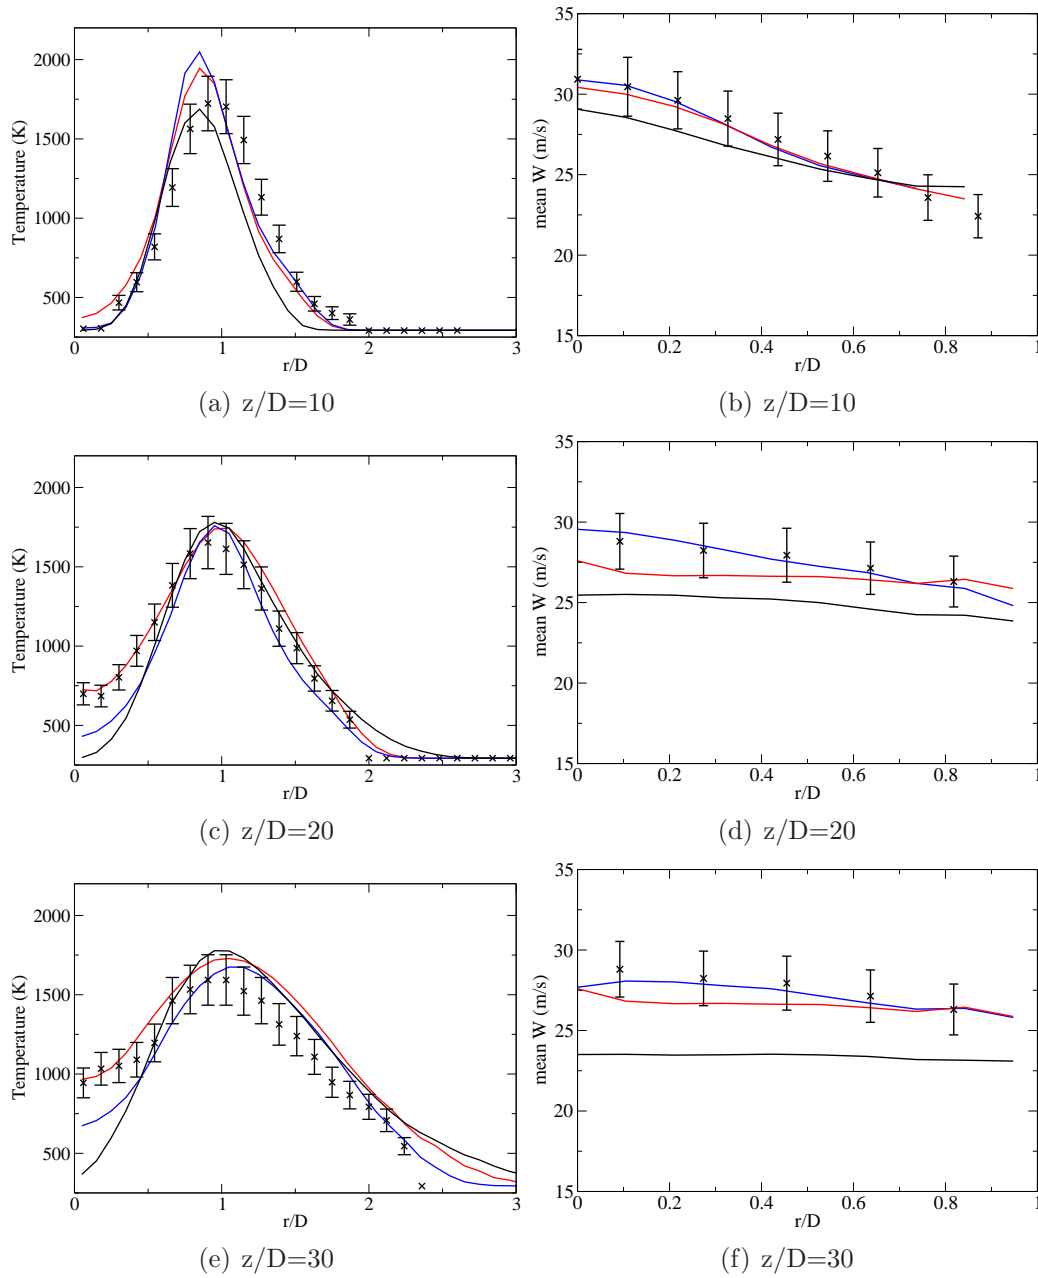 2000
1500
1000
500
Temperature (K)
0 1 2 3
r/D
(a) z/D=10
35
30
25
20
15
mean W (m/s)
0 0.2 0.4 0.6 0.8 1
r/D
(b) z/D=10
2000
1500
1000
500
Temperature (K)
0 1 2 3
r/D
(c) z/D=20
35
30
25
20
15
mean W (m/s)
0 0.2 0.4 0.6 0.8 1
r/D
(d) z/D=20
2000
1500
1000
500
Temperature (K)
0 1 2 3
r/D
(e) z/D=30
35
30
25
20
15
mean W (m/s)
0 0.2 0.4 0.6 0.8 1
r/D
(f) z/D=30